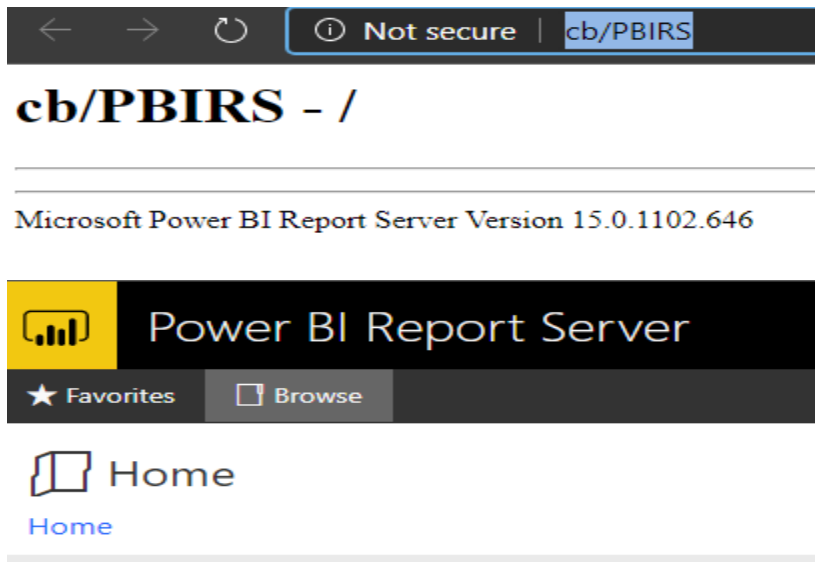 Not secure | cb/PBIRS
cb/PBIRS - /
Microsoft Power BI Report Server Version 15.0.1102.646
Power BI Report Server
Favorites Browse
Home
Home